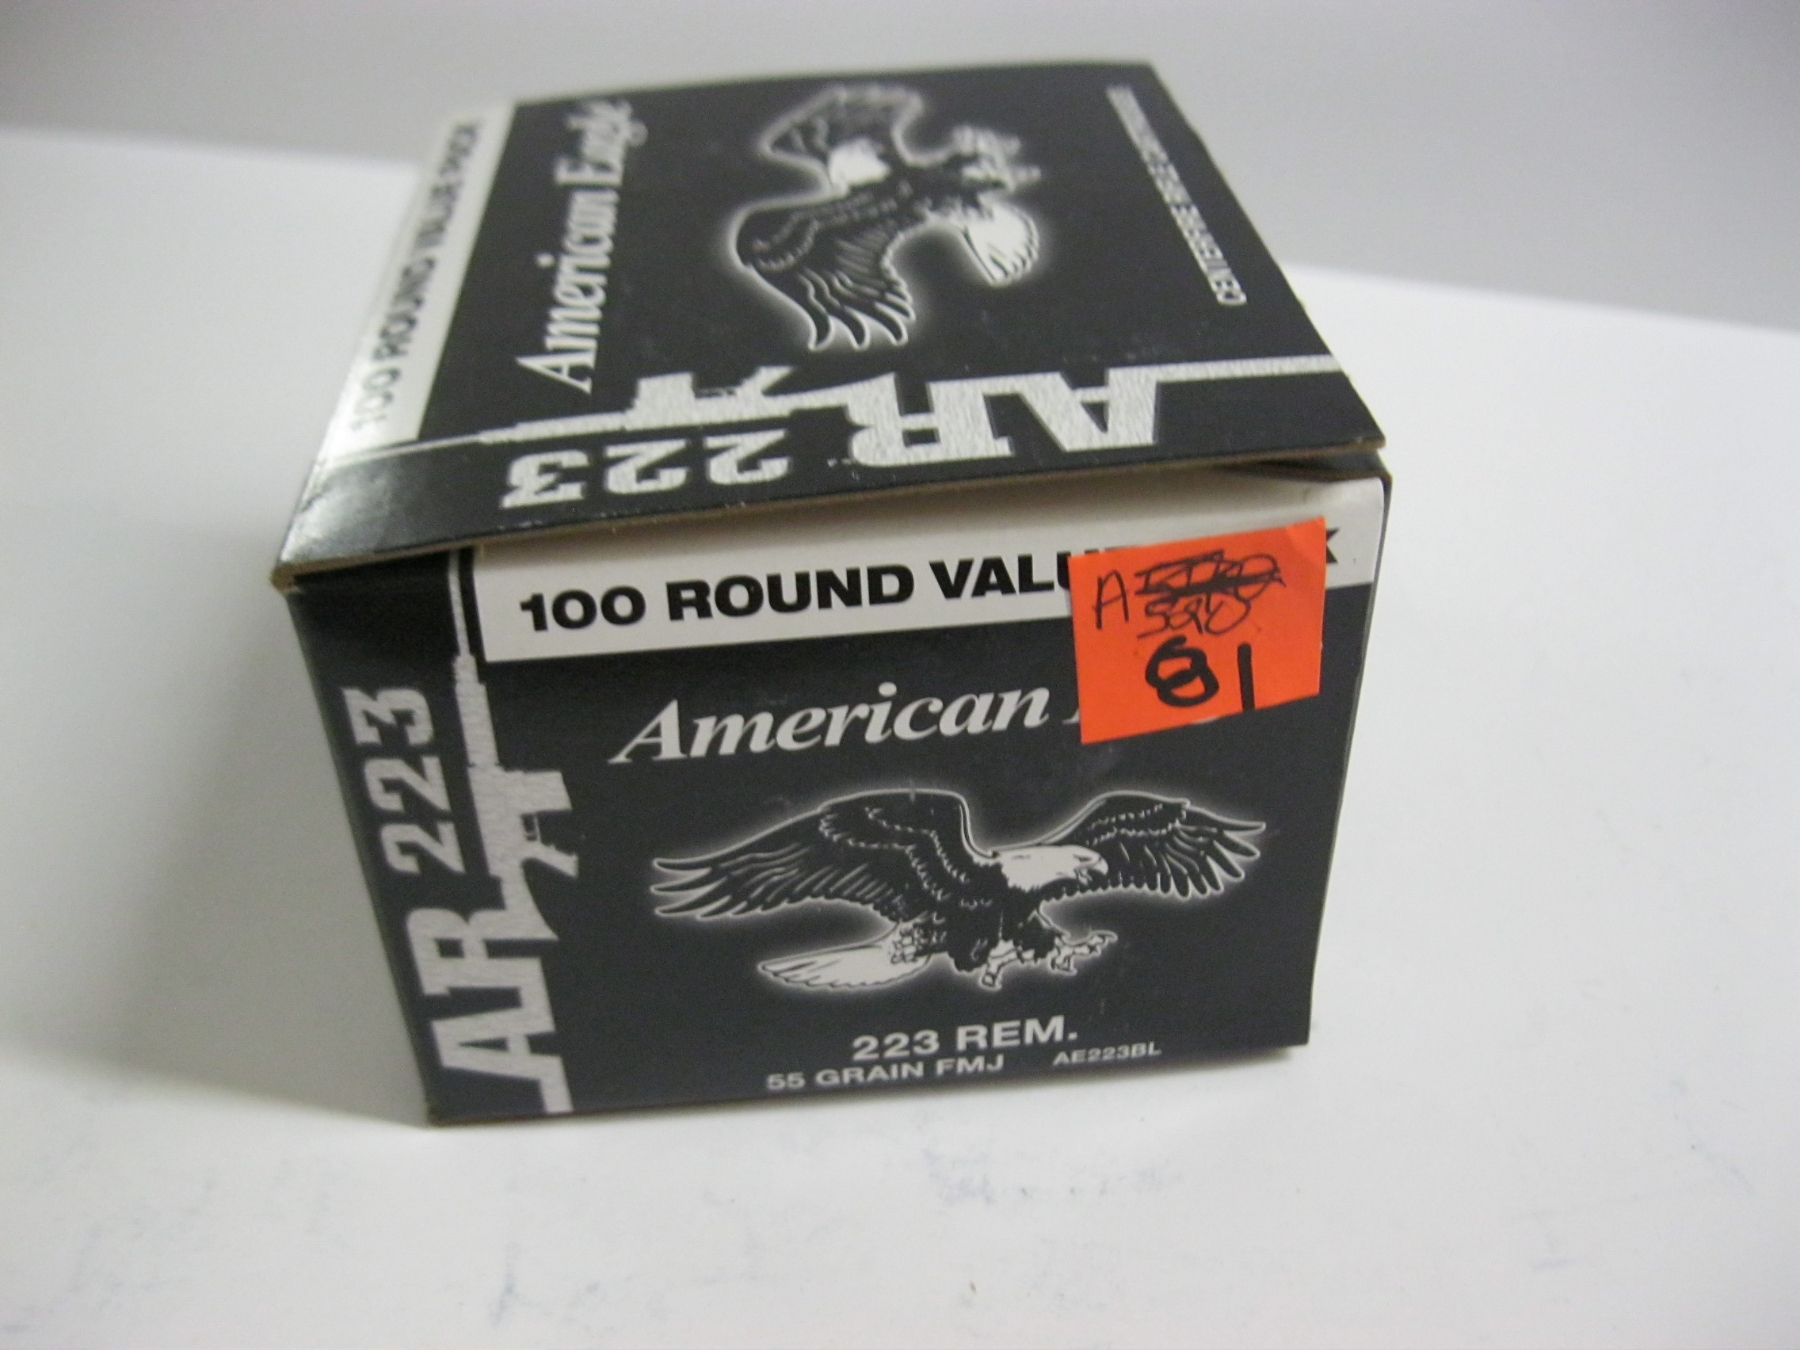 100 ROUND VALUE PACK
American Eagle
CENTERFIRE RIFLE CARTRIDGES
AR 223
100 ROUND VALU
K
A
81
American
AR 223
223 REM.
55 GRAIN FMJ AE223BL